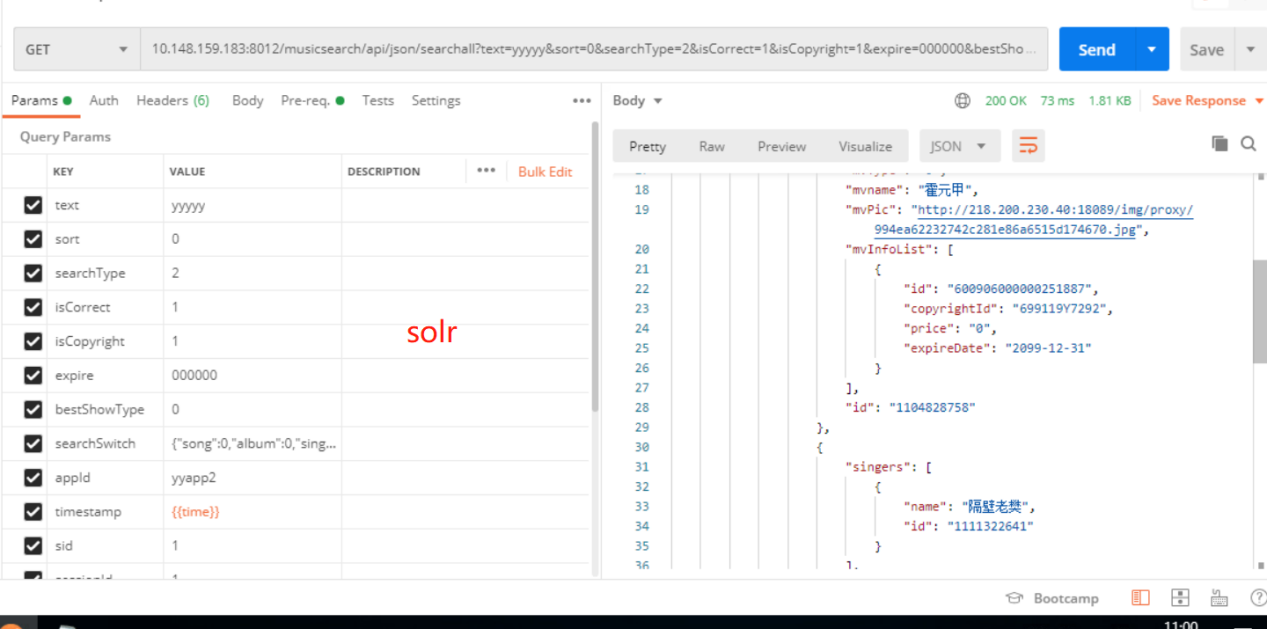 GET 10.148.159.183:8012/musicsearch/api/json/searchall?text=yyyyy&sort=0&searchType=2&isCorrect=1&isCopyright=1&expire=000000&bestSho... Send Save
Params Auth Headers (6) Body Pre-req. Tests Settings ••• Body 200 OK 73 ms 1.81 KB Save Response
Query Params
Pretty Raw Preview Visualize JSON
KEY VALUE DESCRIPTION ••• Bulk Edit
text yyyyy
sort 0
searchType 2
isCorrect 1
isCopyright 1
expire 000000
bestShowType 0
searchSwitch {"song":0,"album":0,"sing...
appId yyapp2
timestamp {{time}}
sid 1
solr
18 "mvname": "霍元甲",
19 "mvPic": "http://218.200.230.40:18089/img/proxy/
994ea62232742c281e86a6515d174670.jpg",
20 "mvInfoList": [
21 {
22 "id": "600906000000251887",
23 "copyrightId": "699119Y7292",
24 "price": "0",
25 "expireDate": "2099-12-31"
26 }
27 ],
28 "id": "1104828758"
29 },
30 {
31 "singers": [
32 {
33 "name": "隔壁老樊",
34 "id": "1111322641"
35 }
36 ],
Bootcamp
11:00